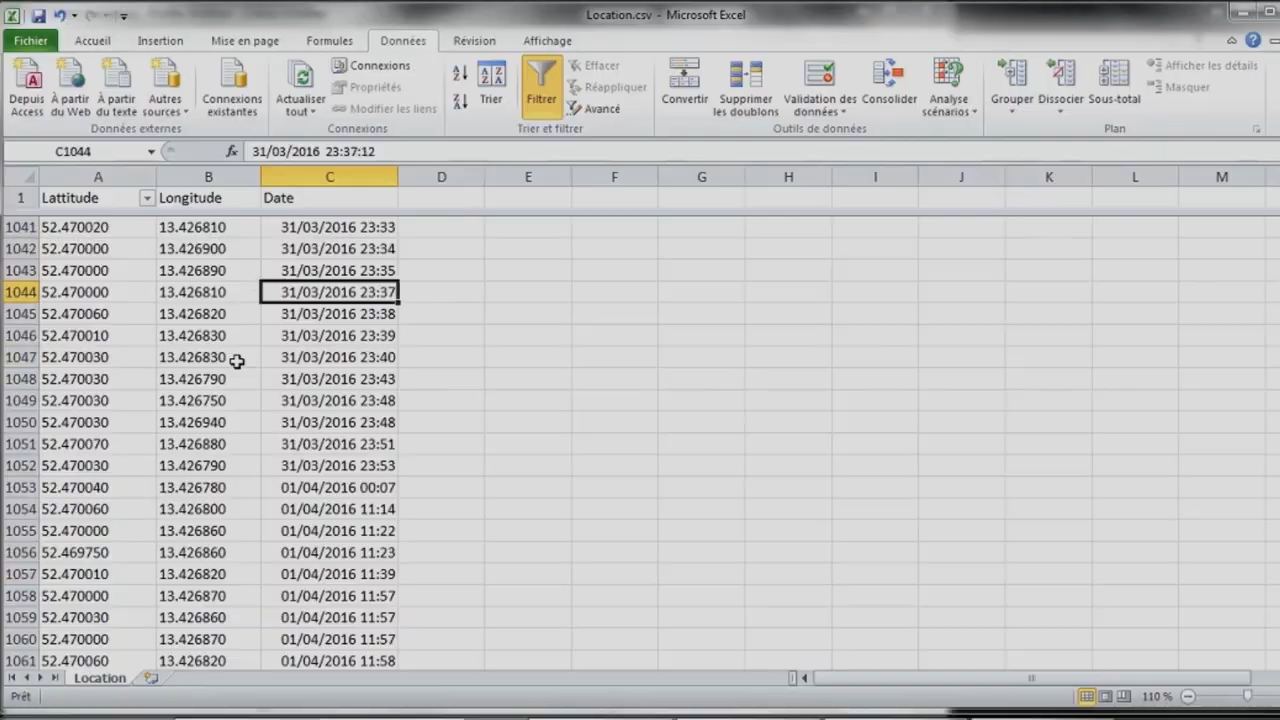 Location.csv - Microsoft Excel
Fichier Accueil Insertion Mise en page Formules Données Révision Affichage
Depuis Access À partir du Web À partir du texte Autres sources Connexions existantes Actualiser tout Connexions Propriétés Modifier les liens Trier Filtrer Effacer Réappliquer Avancé Convertir Supprimer les doublons Validation des données Consolider Analyse scénarios Grouper Dissocier Sous-total Afficher les détails Masquer
Données externes Connexions Trier et filtrer Outils de données Plan
C1044 fx 31/03/2016 23:37:12
A B C D E F G H I J K L M
1 Lattitude Longitude Date
1041 52.470020 13.426810 31/03/2016 23:33
1042 52.470000 13.426900 31/03/2016 23:34
1043 52.470000 13.426890 31/03/2016 23:35
1044 52.470000 13.426810 31/03/2016 23:37
1045 52.470060 13.426820 31/03/2016 23:38
1046 52.470010 13.426830 31/03/2016 23:39
1047 52.470030 13.426830 31/03/2016 23:40
1048 52.470030 13.426790 31/03/2016 23:43
1049 52.470030 13.426750 31/03/2016 23:48
1050 52.470030 13.426940 31/03/2016 23:48
1051 52.470070 13.426880 31/03/2016 23:51
1052 52.470030 13.426790 31/03/2016 23:53
1053 52.470040 13.426780 01/04/2016 00:07
1054 52.470060 13.426800 01/04/2016 11:14
1055 52.470000 13.426860 01/04/2016 11:22
1056 52.469750 13.426860 01/04/2016 11:23
1057 52.470010 13.426820 01/04/2016 11:39
1058 52.470000 13.426870 01/04/2016 11:57
1059 52.470030 13.426860 01/04/2016 11:57
1060 52.470000 13.426870 01/04/2016 11:57
1061 52.470060 13.426820 01/04/2016 11:58
Location
Prêt 110 %